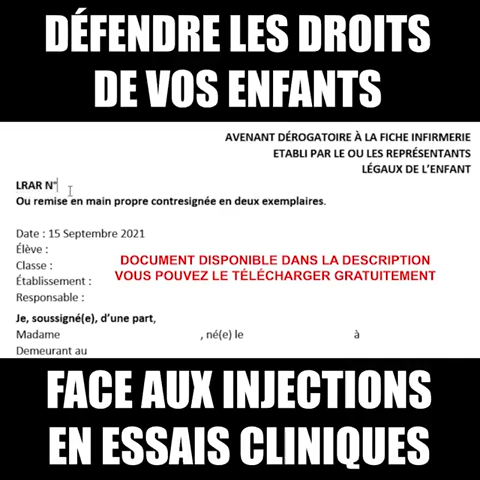 DÉFENDRE LES DROITS
DE VOS ENFANTS
AVENANT DÉROGATOIRE À LA FICHE INFIRMERIE
ETABLI PAR LE OU LES REPRÉSENTANTS
LÉGAUX DE L'ENFANT
LRAR N°
Ou remise en main propre contresignée en deux exemplaires.
Date : 15 Septembre 2021
Élève :
Classe :
DOCUMENT DISPONIBLE DANS LA DESCRIPTION
VOUS POUVEZ LE TÉLÉCHARGER GRATUITEMENT
Établissement :
Responsable :
Je, soussigné(e), d'une part,
Madame , né(e) le à
Demeurant au
FACE AUX INJECTIONS
EN ESSAIS CLINIQUES